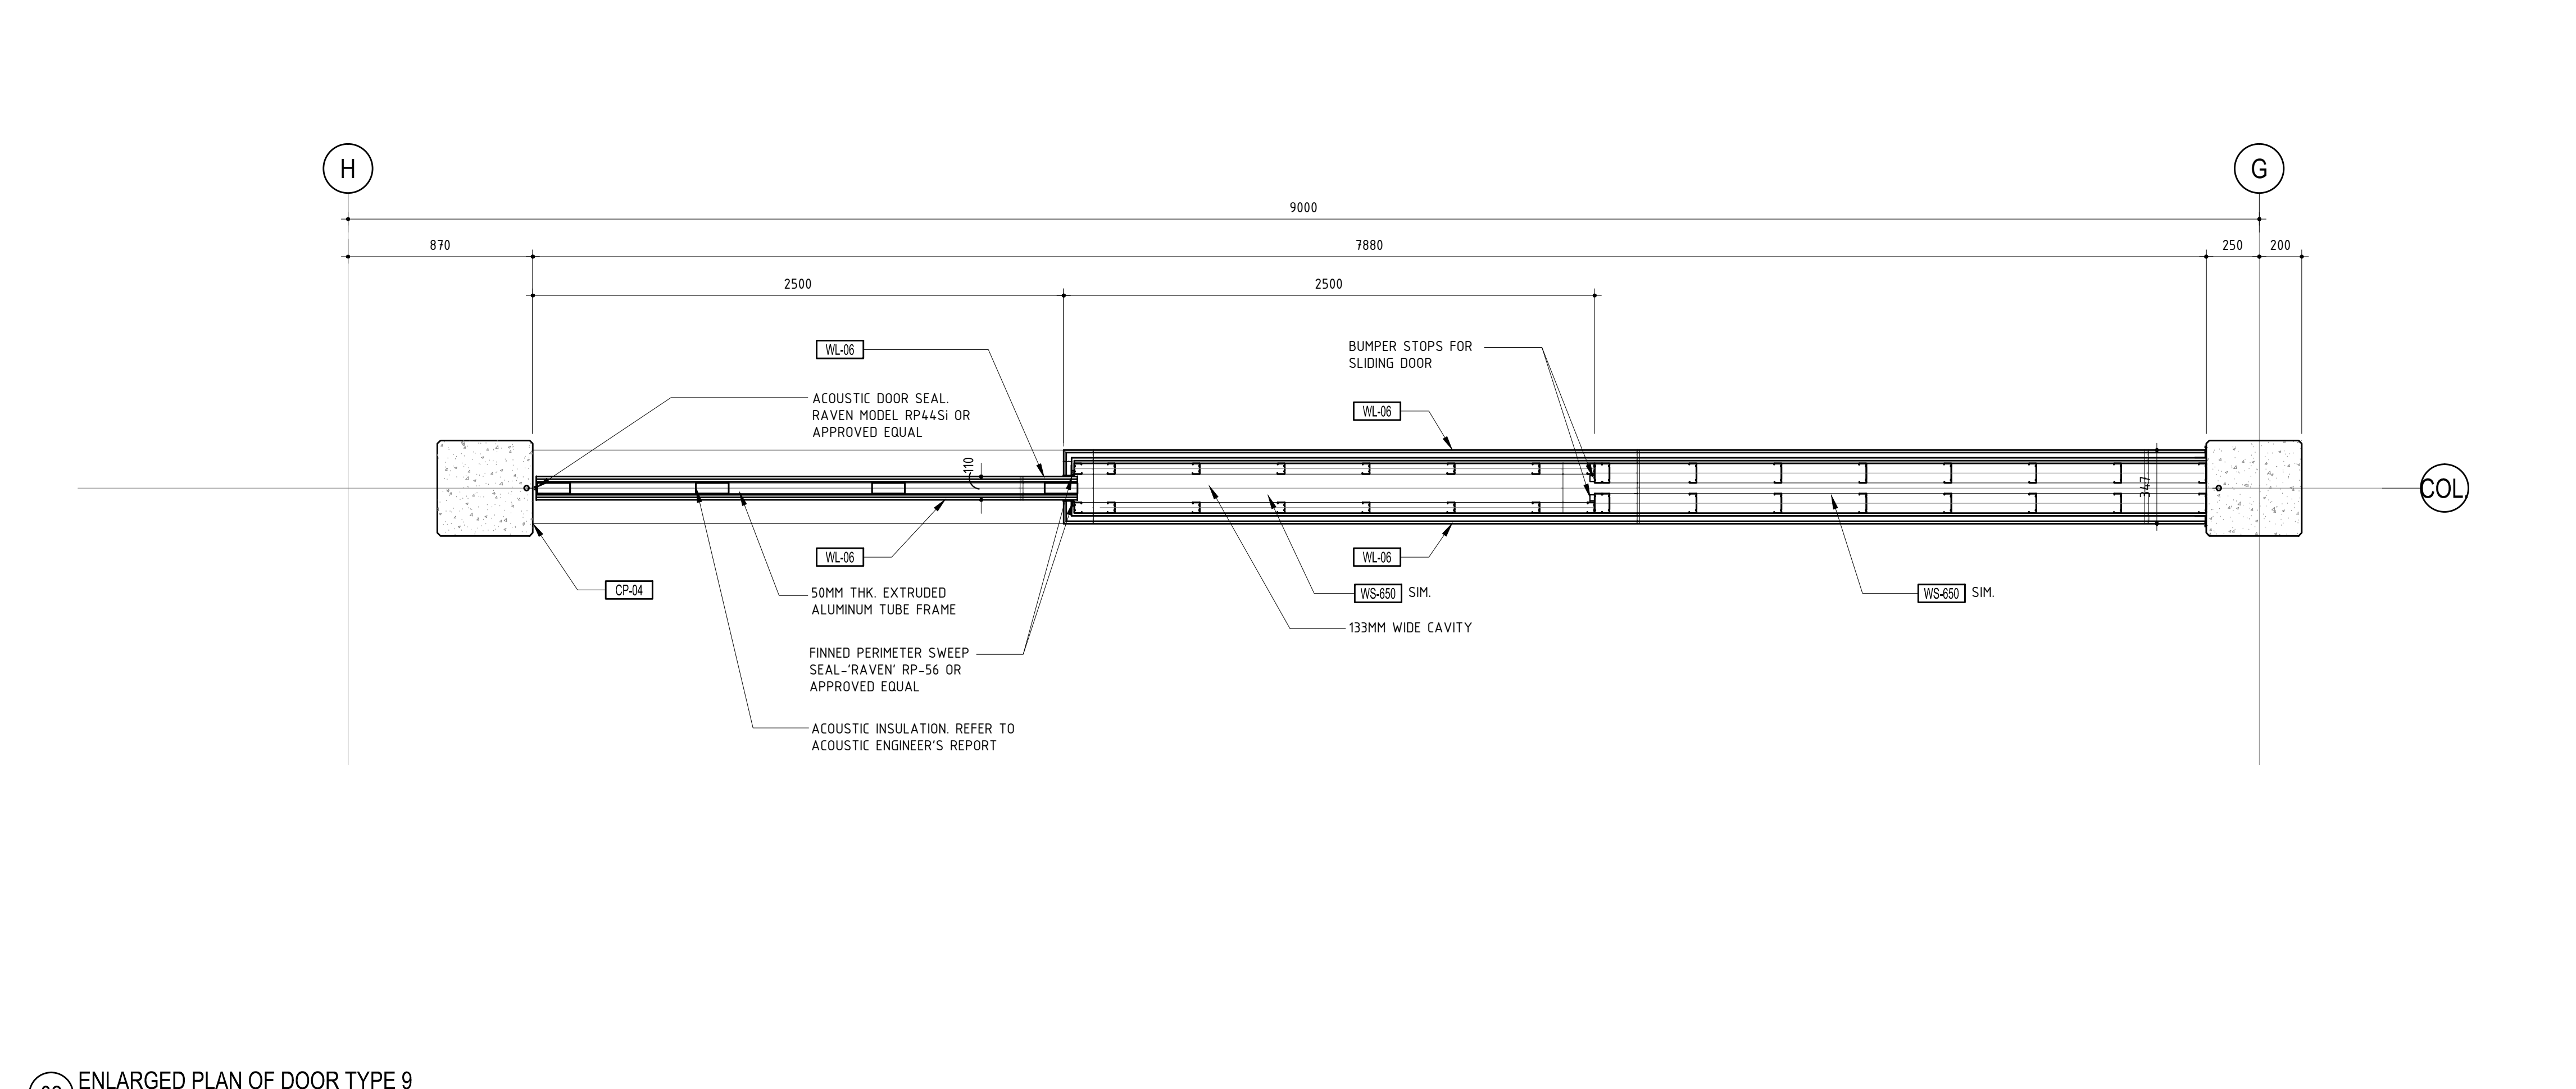 H
G
9000
870
7880
250
200
2500
2500
WL-06
BUMPER STOPS FOR
SLIDING DOOR
ACOUSTIC DOOR SEAL.
RAVEN MODEL RP44Si OR
APPROVED EQUAL
WL-06
110
347
COL.
WL-06
WL-06
CP-04
50MM THK. EXTRUDED
ALUMINUM TUBE FRAME
WS-650 SIM.
WS-650 SIM.
133MM WIDE CAVITY
FINNED PERIMETER SWEEP
SEAL-'RAVEN' RP-56 OR
APPROVED EQUAL
ACOUSTIC INSULATION. REFER TO
ACOUSTIC ENGINEER'S REPORT
ENLARGED PLAN OF DOOR TYPE 9